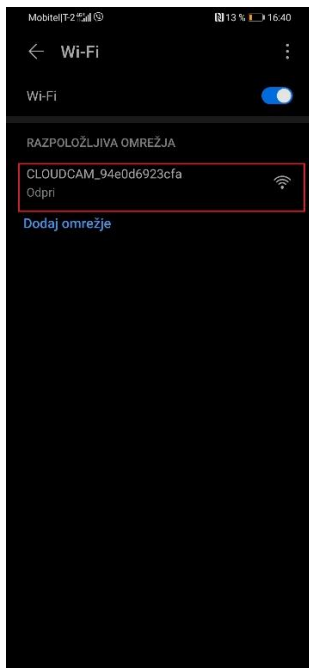 Mobitel|T-2 13 % 16:40
Wi-Fi
Wi-Fi
RAZPOLOŽLJIVA OMREŽJA
CLOUDCAM_94e0d6923cfa
Odpri
Dodaj omrežje